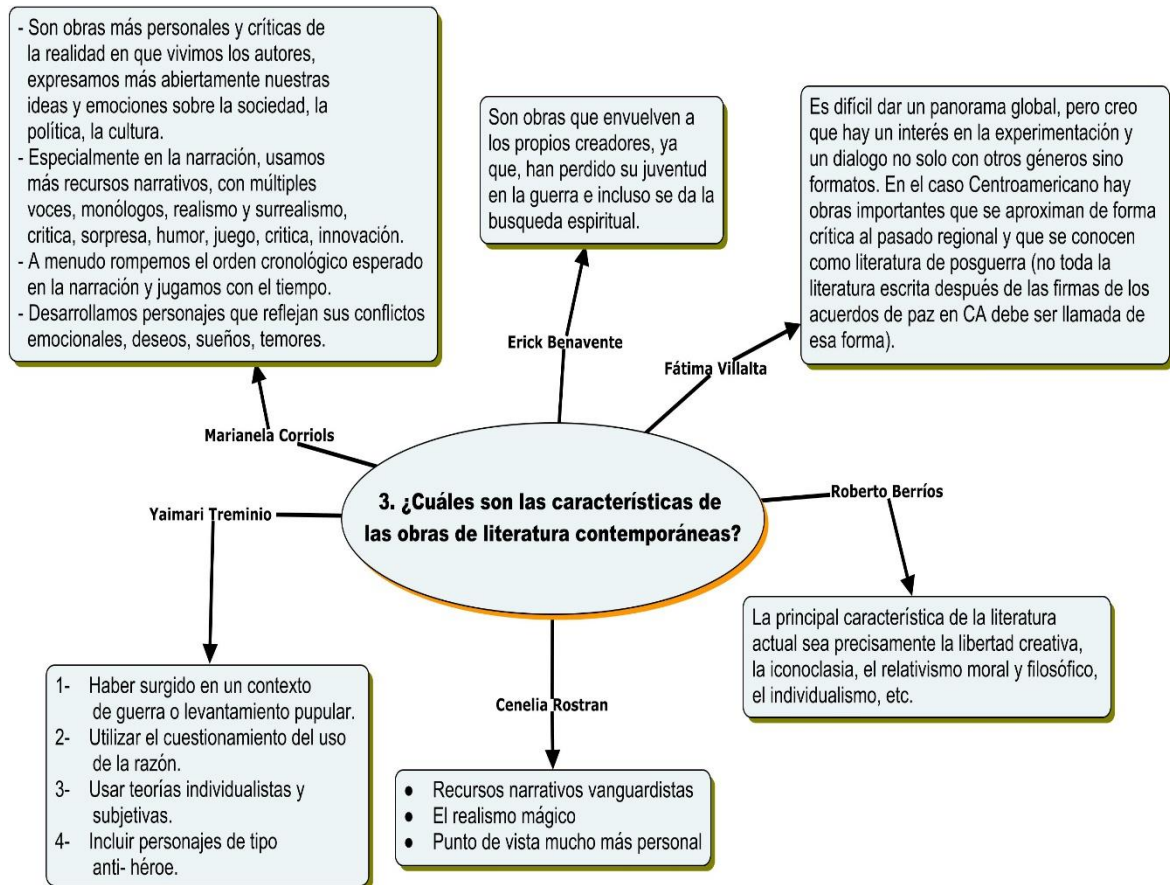 - Son obras más personales y críticas de
la realidad en que vivimos los autores,
expresamos más abiertamente nuestras
ideas y emociones sobre la sociedad, la
política, la cultura.
- Especialmente en la narración, usamos
más recursos narrativos, con múltiples
voces, monólogos, realismo y surrealismo,
critica, sorpresa, humor, juego, critica, innovación.
- A menudo rompemos el orden cronológico esperado
en la narración y jugamos con el tiempo.
- Desarrollamos personajes que reflejan sus conflictos
emocionales, deseos, sueños, temores.
Son obras que envuelven a
los propios creadores, ya
que, han perdido su juventud
en la guerra e incluso se da la
busqueda espiritual.
Es difícil dar un panorama global, pero creo
que hay un interés en la experimentación y
un dialogo no solo con otros géneros sino
formatos. En el caso Centroamericano hay
obras importantes que se aproximan de forma
crítica al pasado regional y que se conocen
como literatura de posguerra (no toda la
literatura escrita después de las firmas de los
acuerdos de paz en CA debe ser llamada de
esa forma).
Erick Benavente
Fátima Villalta
Marianela Corriols
Roberto Berríos
Yaimari Treminio
3. ¿Cuáles son las características de
las obras de literatura contemporáneas?
La principal característica de la literatura
actual sea precisamente la libertad creativa,
la iconoclasia, el relativismo moral y filosófico,
el individualismo, etc.
Cenelia Rostran
1- Haber surgido en un contexto
de guerra o levantamiento pupular.
2- Utilizar el cuestionamiento del uso
de la razón.
3- Usar teorías individualistas y
subjetivas.
4- Incluir personajes de tipo
anti- héroe.
• Recursos narrativos vanguardistas
• El realismo mágico
• Punto de vista mucho más personal